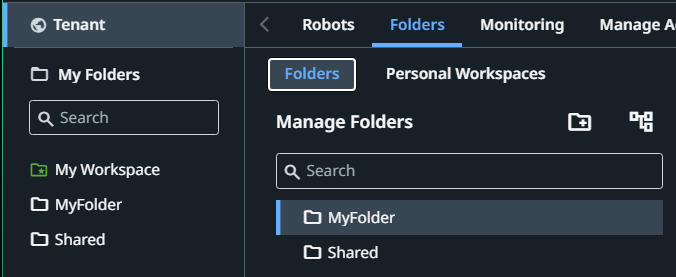 Tenant
Robots Folders Monitoring Manage A
My Folders
Folders Personal Workspaces
Search
Manage Folders
Search
My Workspace
MyFolder
MyFolder
Shared
Shared